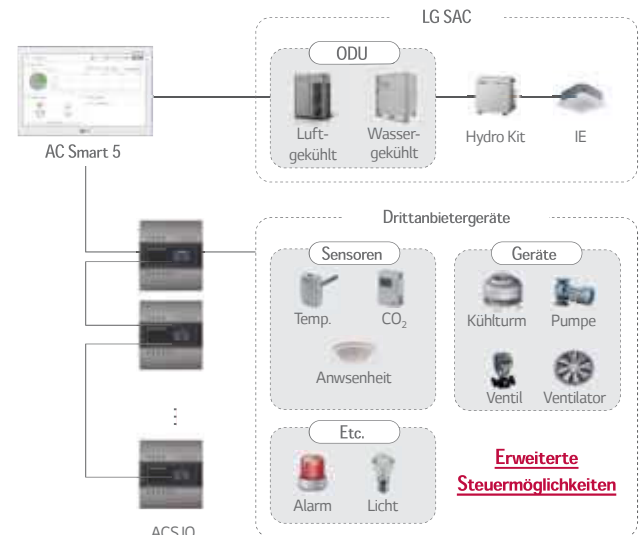 LG SAC
ODU
Luft-
gekühlt
Wasser-
gekühlt
Hydro Kit
IE
AC Smart 5
Drittanbietergeräte
Sensoren
Temp.
CO₂
Anwsenheit
Geräte
Kühlturm
Pumpe
Ventil
Ventilator
Etc.
Alarm
Licht
Erweiterte
Steuermöglichkeiten
ACS IO